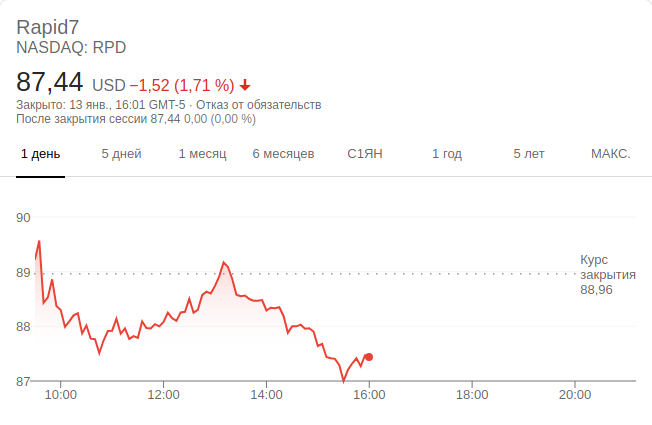 Rapid7
NASDAQ: RPD
87,44 USD −1,52 (1,71 %)
Закрыто: 13 янв., 16:01 GMT-5 · Отказ от обязательств
После закрытия сессии 87,44 0,00 (0,00 %)
1 день 5 дней 1 месяц 6 месяцев С1ЯН 1 год 5 лет МАКС.
90
89
88
87
Курс
закрытия
88,96
10:00 12:00 14:00 16:00 18:00 20:00